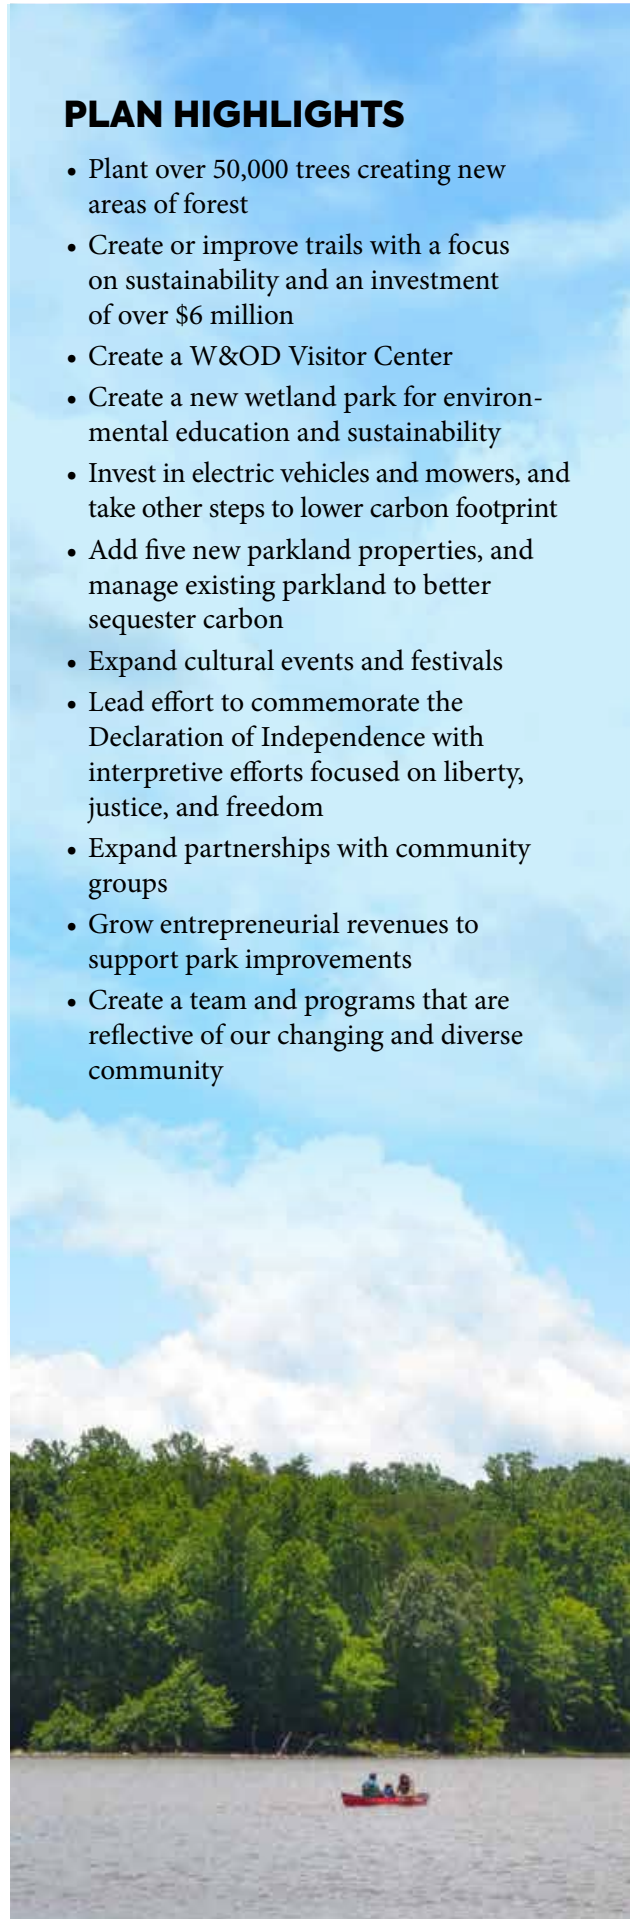 PLAN HIGHLIGHTS
• Plant over 50,000 trees creating new
areas of forest
• Create or improve trails with a focus
on sustainability and an investment
of over $6 million
• Create a W&OD Visitor Center
• Create a new wetland park for environ-
mental education and sustainability
• Invest in electric vehicles and mowers, and
take other steps to lower carbon footprint
• Add five new parkland properties, and
manage existing parkland to better
sequester carbon
• Expand cultural events and festivals
• Lead effort to commemorate the
Declaration of Independence with
interpretive efforts focused on liberty,
justice, and freedom
• Expand partnerships with community
groups
• Grow entrepreneurial revenues to
support park improvements
• Create a team and programs that are
reflective of our changing and diverse
community